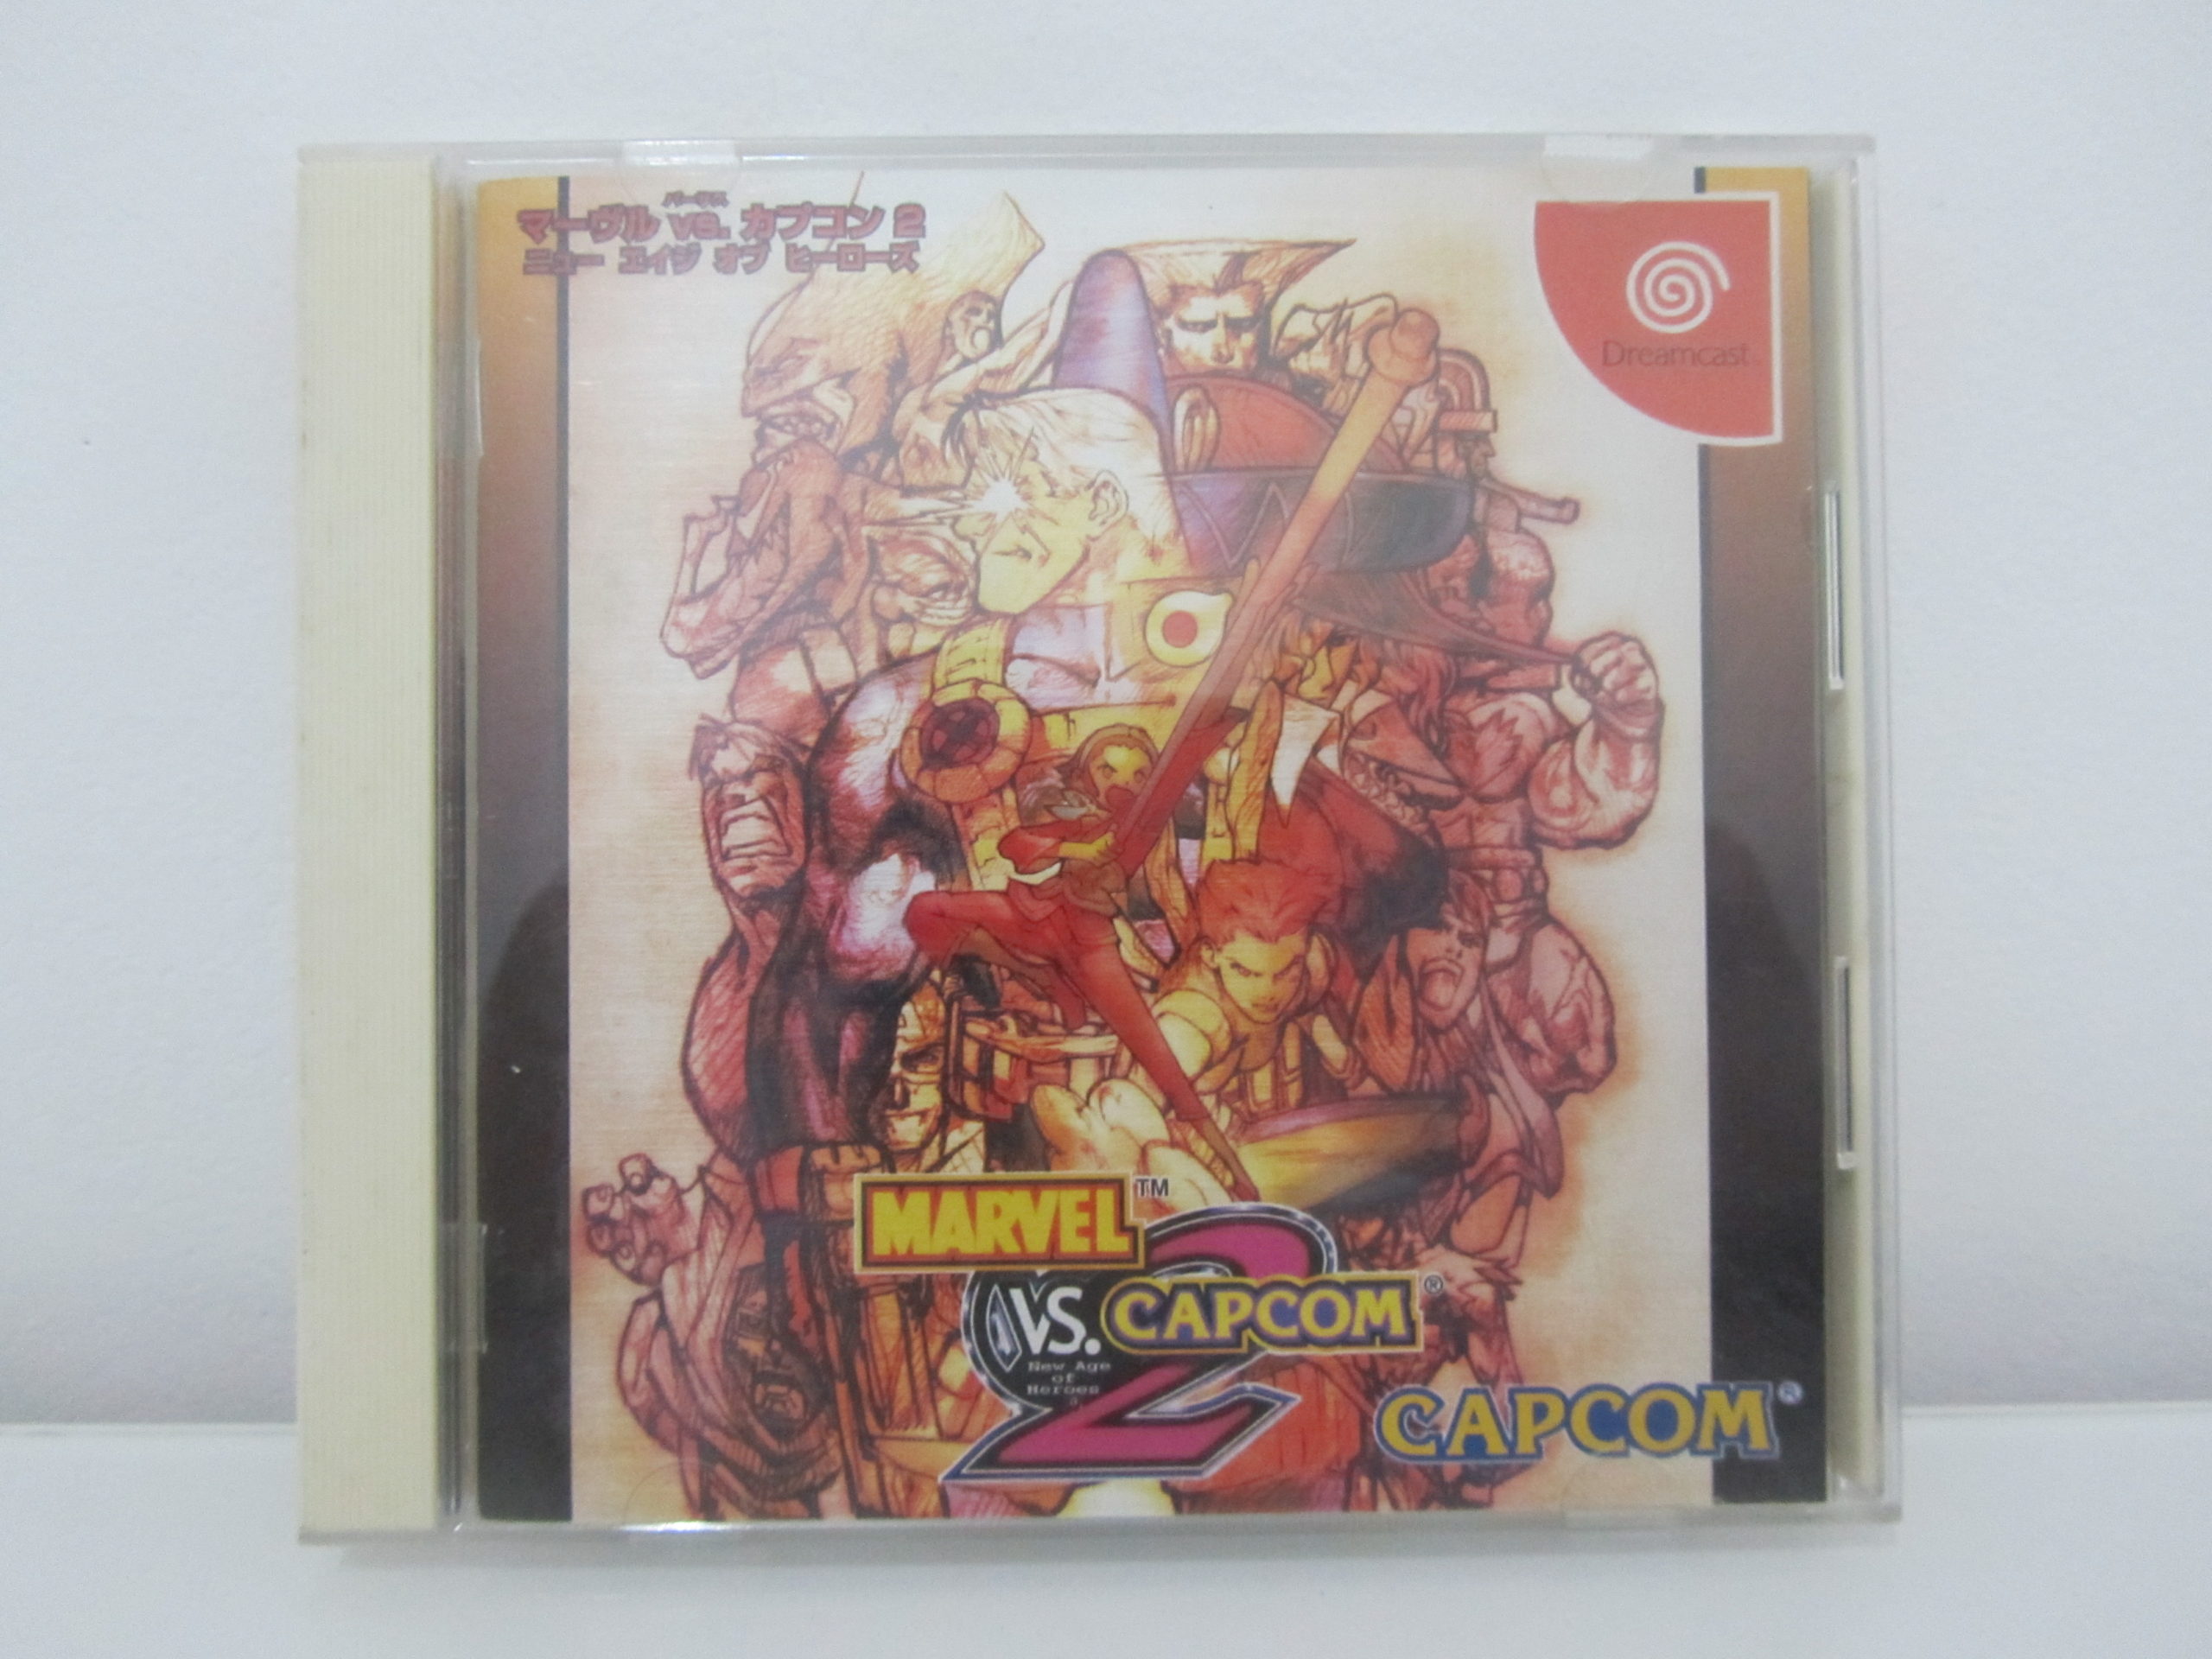 バーサス
マーヴル vs. カプコン 2
ニュー エイジ オブ ヒーローズ
Dreamcast
MARVEL™
VS. CAPCOM®
2
New Age
of
Heroes
CAPCOM®